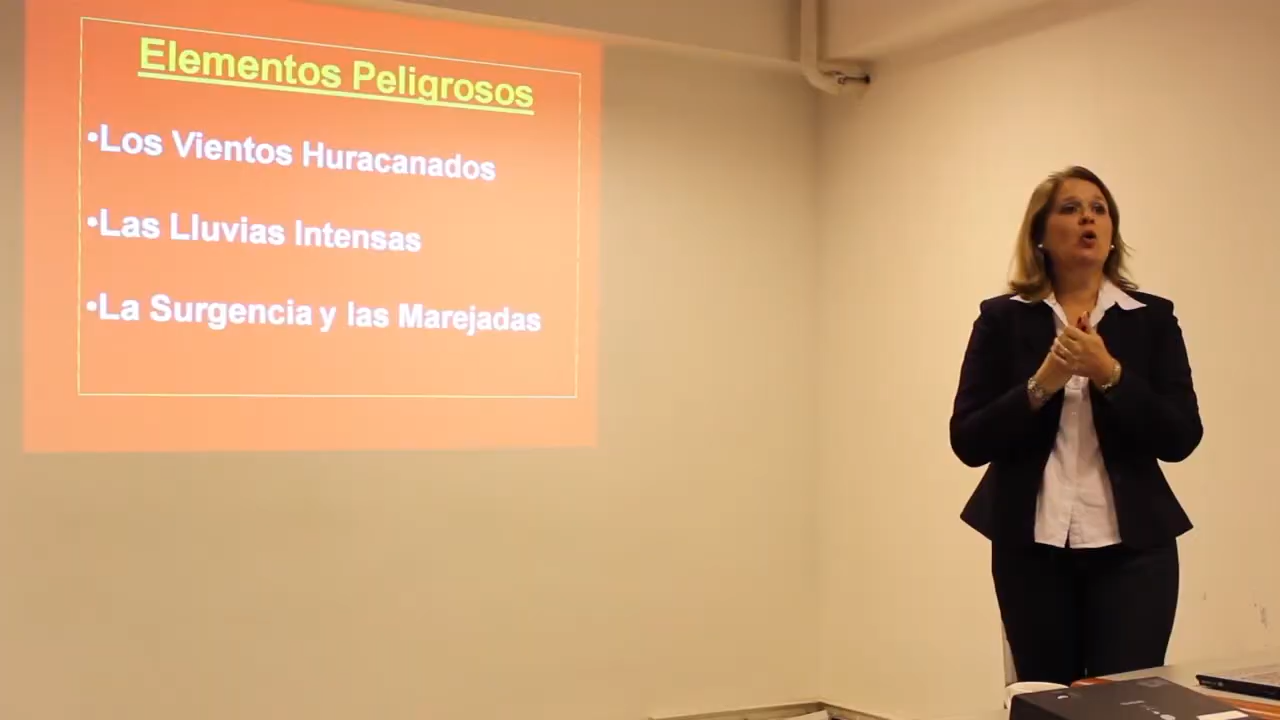 Elementos Peligrosos
•Los Vientos Huracanados
•Las Lluvias Intensas
•La Surgencia y las Marejadas